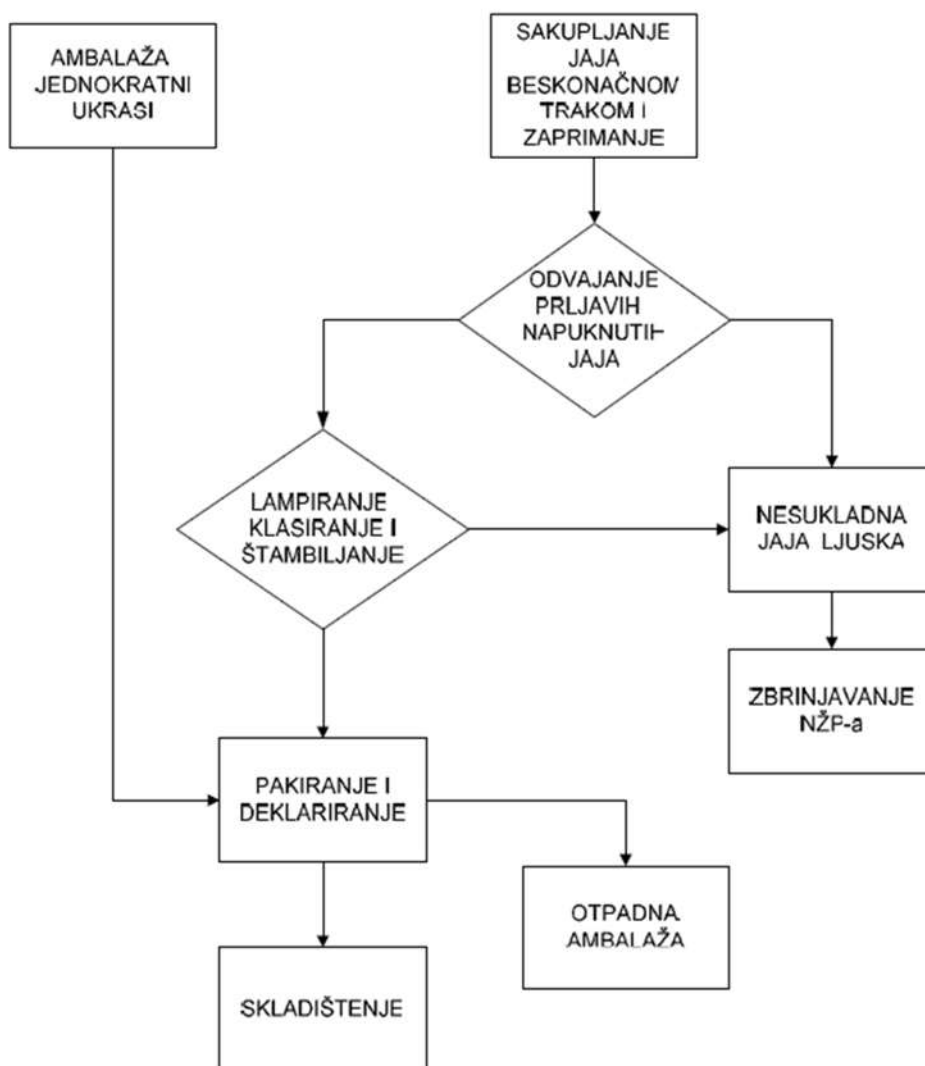 AMBALAŽA
JEDNOKRATNI
UKRASI
SAKUPLJANJE
JAJA
BESKONAČNOM
TRAKOM I
ZAPRIMANJE
ODVAJANJE
PRLJAVIH
NAPUKNUTIH
JAJA
LAMPIRANJE
KLASIRANJE I
ŠTAMBILJANJE
NESUKLADNA
JAJA LJUSKA
ZBRINJAVANJE
NŽP-a
PAKIRANJE I
DEKLARIRANJE
OTPADNA
AMBALAŽA
SKLADIŠTENJE